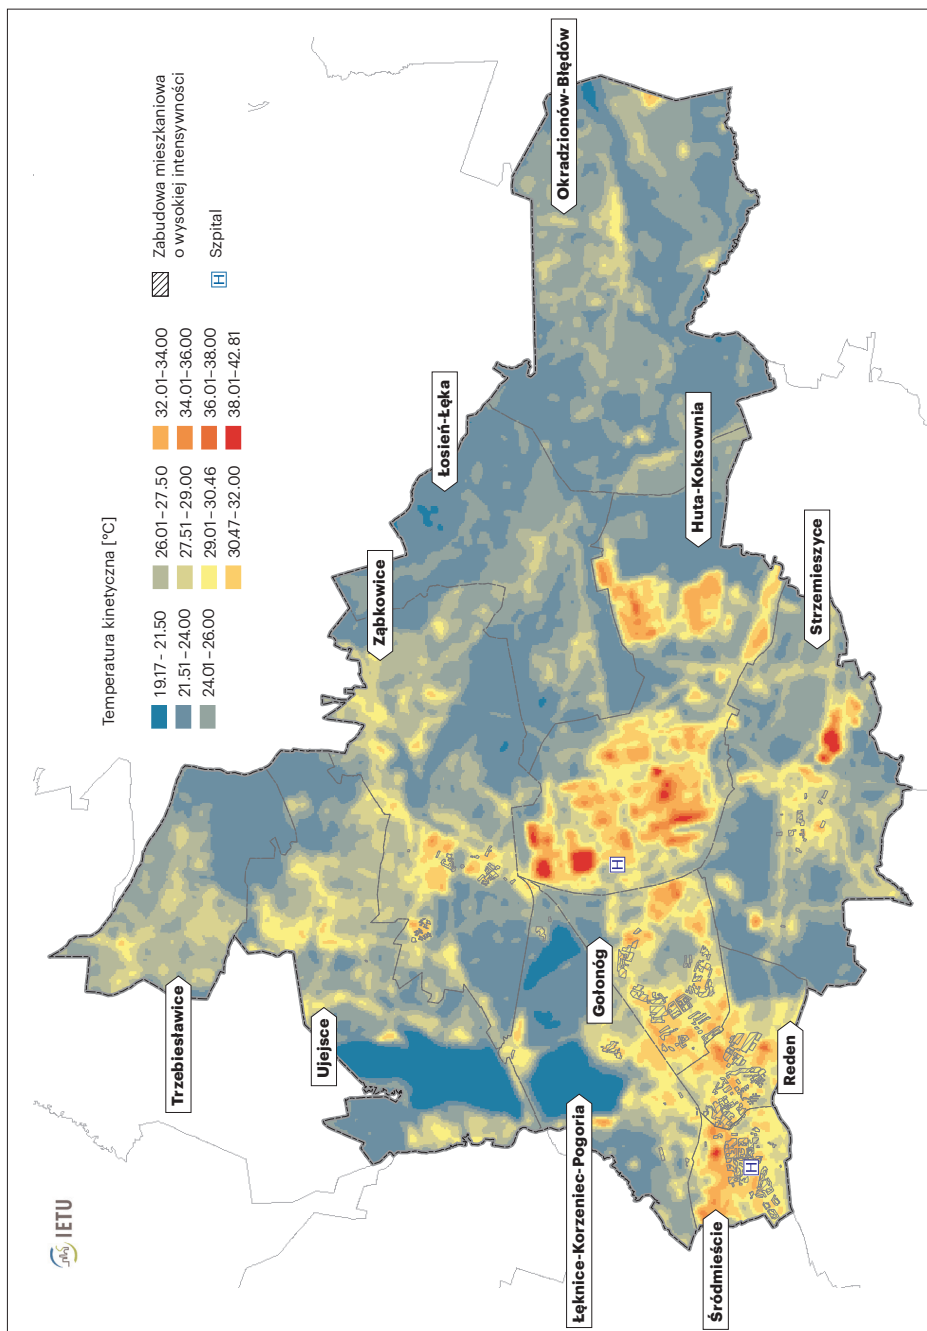 IETU
Temperatura kinetyczna [°C]
19.17 - 21.50
21.51–24.00
24.01–26.00
26.01–27.50
27.51–29.00
29.01–30.46
30.47–32.00
32.01–34.00
34.01–36.00
36.01–38.00
38.01–42.81
Zabudowa mieszkaniowa
o wysokiej intensywności
H Szpital
Trzebiesławice
Ujejsce
Ząbkowice
Łosień-Łęka
Okradzionów-Błędów
Łęknice-Korzeniec-Pogoria
Gołonóg
H
Huta-Koksownia
Strzemieszyce
Reden
Śródmieście
H